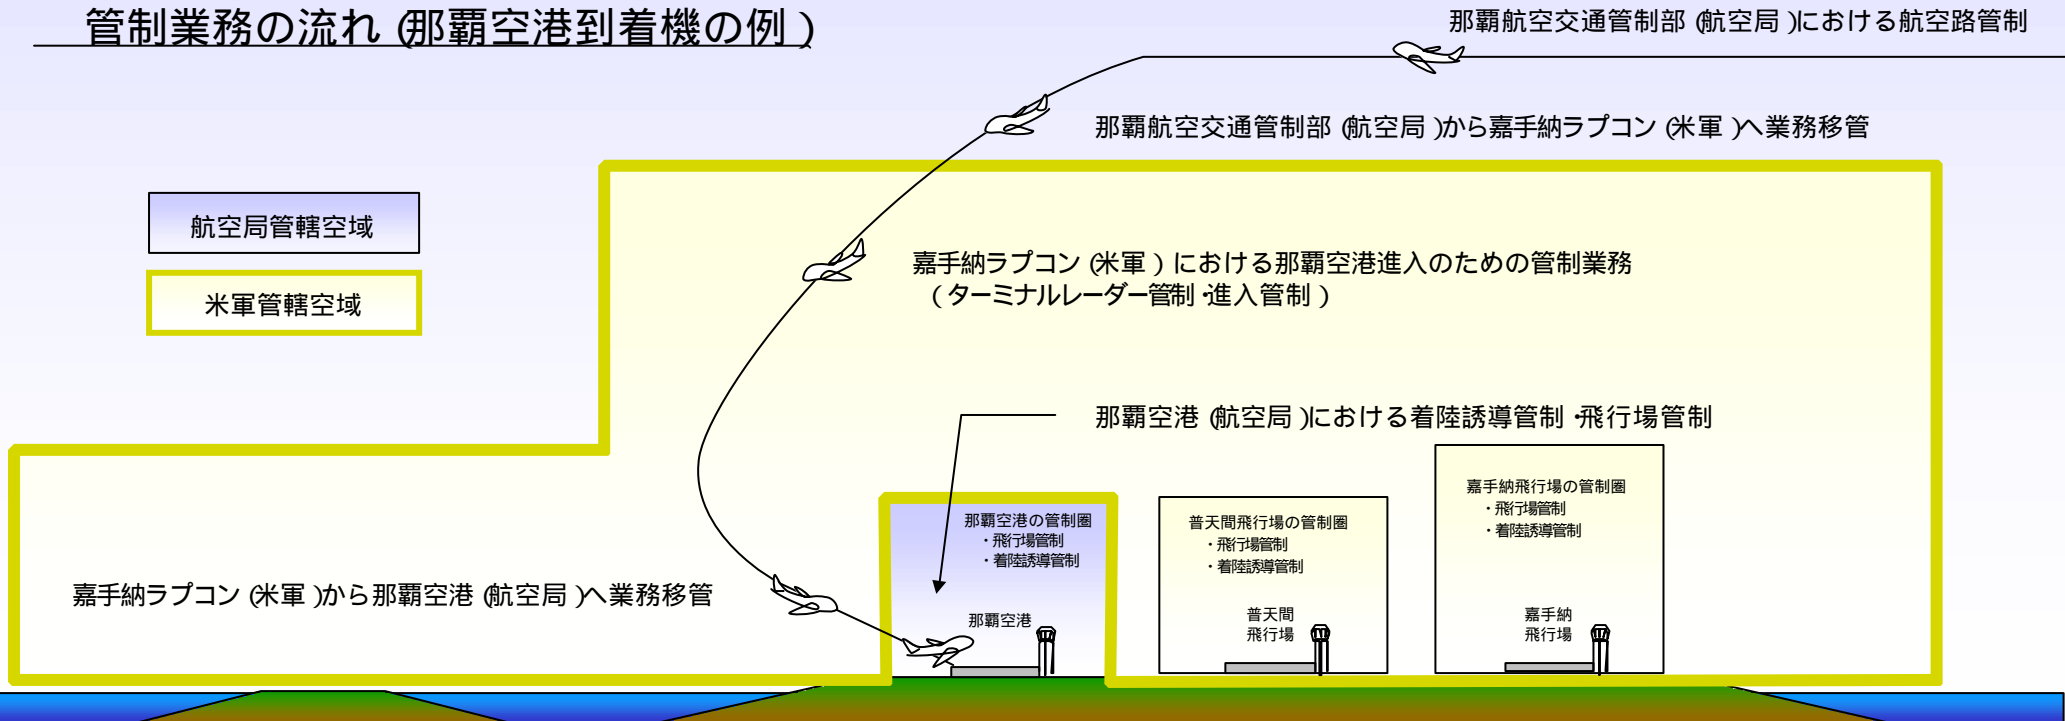 管制業務の流れ(那覇空港到着機の例)
那覇航空交通管制部(航空局)における航空路管制
那覇航空交通管制部(航空局)から嘉手納ラプコン(米軍)へ業務移管
航空局管轄空域
米軍管轄空域
嘉手納ラプコン(米軍)における那覇空港進入のための管制業務
(ターミナルレーダー管制・進入管制)
那覇空港(航空局)における着陸誘導管制・飛行場管制
嘉手納ラプコン(米軍)から那覇空港(航空局)へ業務移管
那覇空港の管制圏
・飛行場管制
・着陸誘導管制
那覇空港
普天間飛行場の管制圏
・飛行場管制
・着陸誘導管制
普天間
飛行場
嘉手納飛行場の管制圏
・飛行場管制
・着陸誘導管制
嘉手納
飛行場